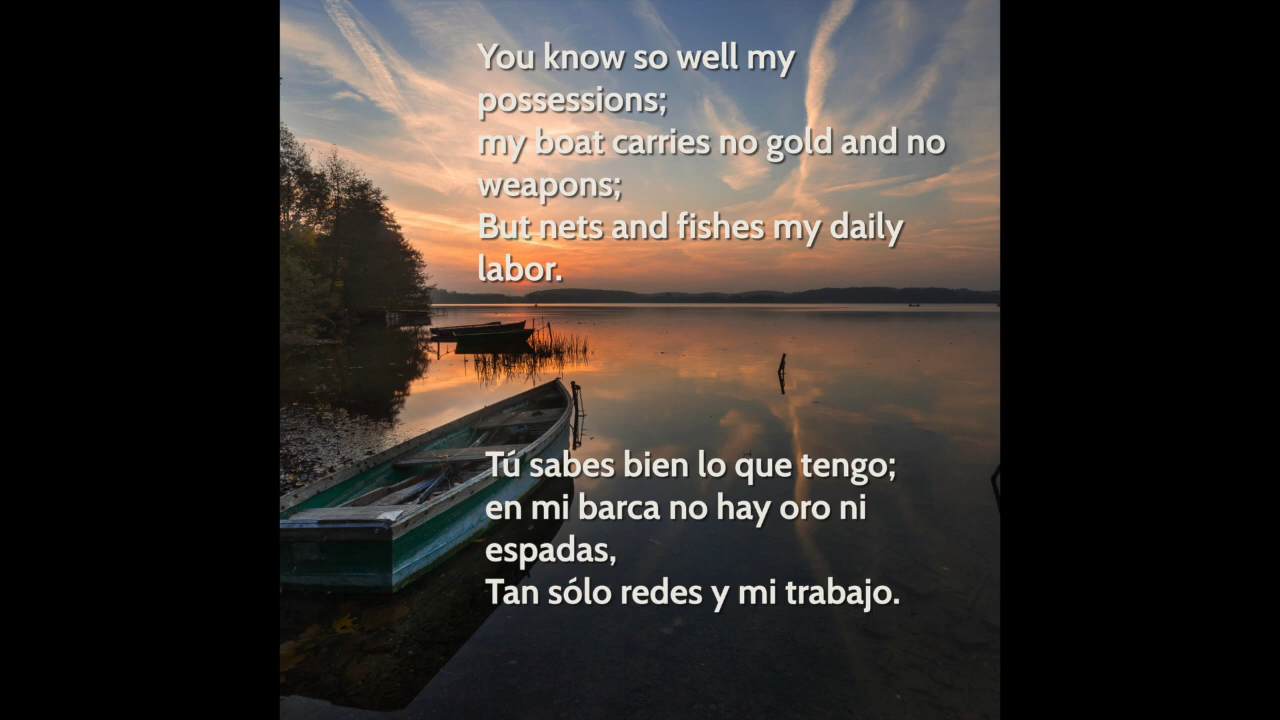 You know so well my
possessions;
my boat carries no gold and no
weapons;
But nets and fishes my daily
labor.
Tú sabes bien lo que tengo;
en mi barca no hay oro ni
espadas,
Tan sólo redes y mi trabajo.